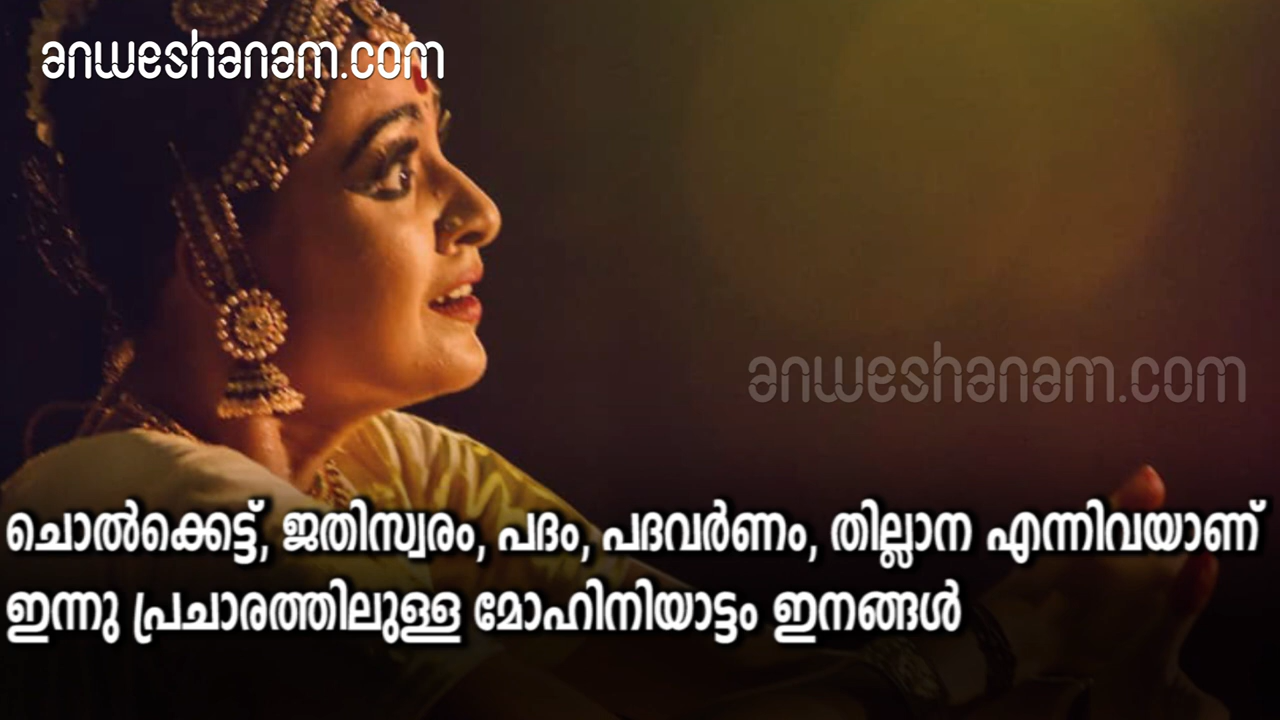 anweshanam.com
anweshanam.com
ചൊൽക്കെട്ട്, ജതിസ്വരം, പദം, പദവർണം, തില്ലാന എന്നിവയാണ്
ഇന്നു പ്രചാരത്തിലുള്ള മോഹിനിയാട്ടം ഇനങ്ങൾ